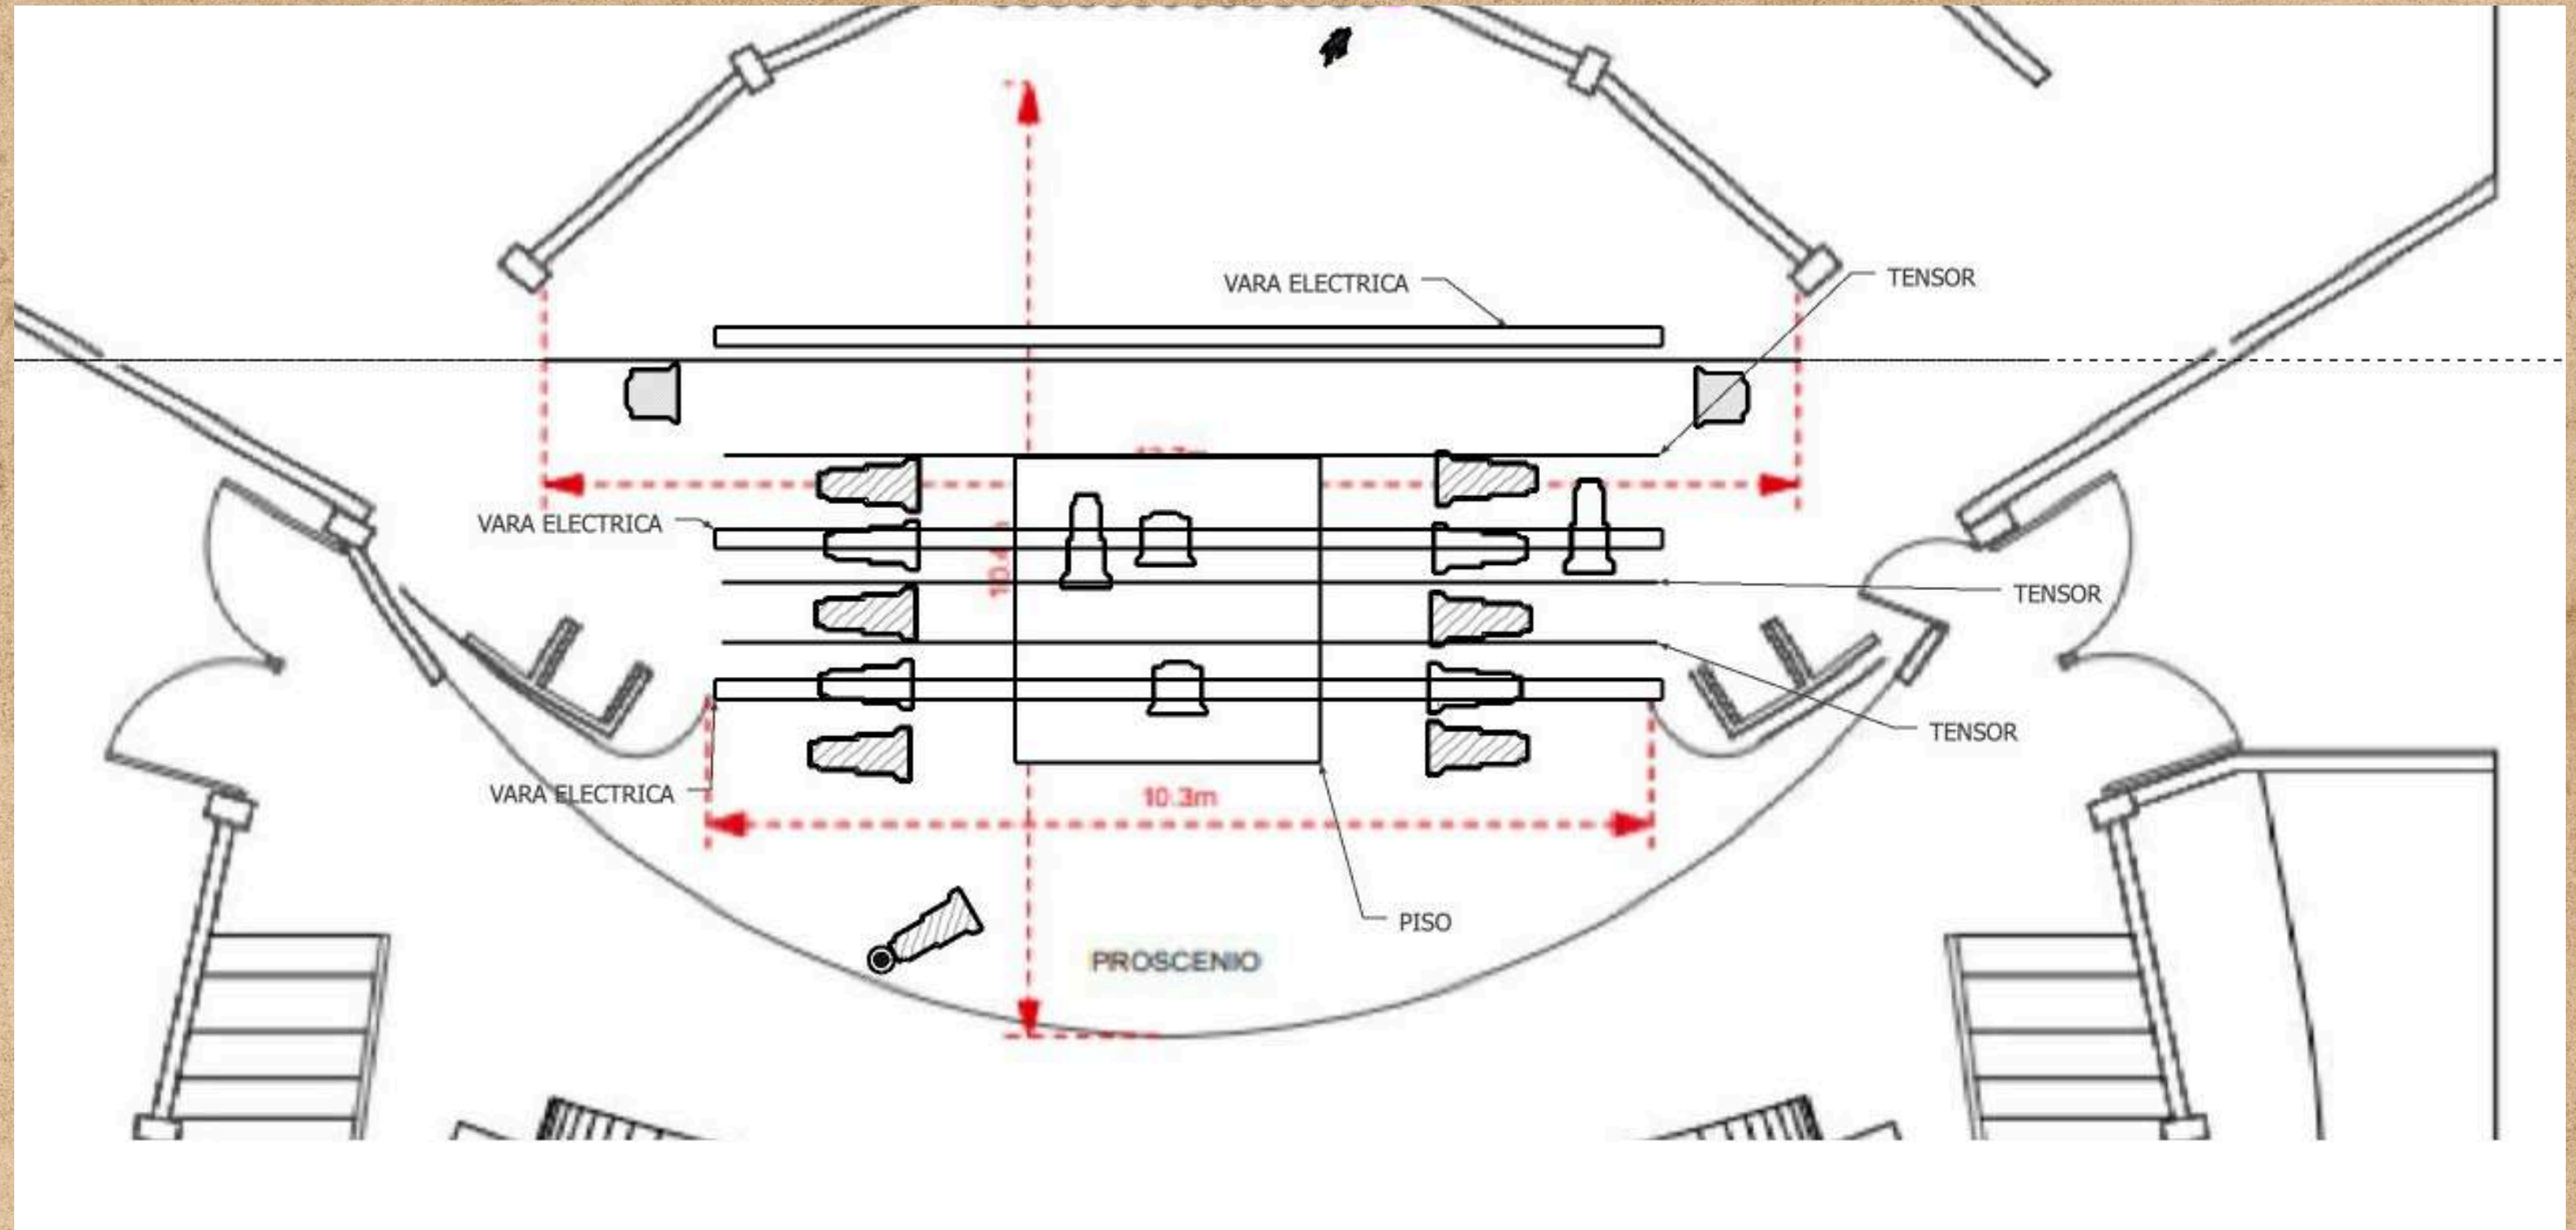 VARA ELECTRICA
TENSOR
VARA ELECTRICA
TENSOR
TENSOR
VARA ELECTRICA
10.3m
PISO
PROSCENIO